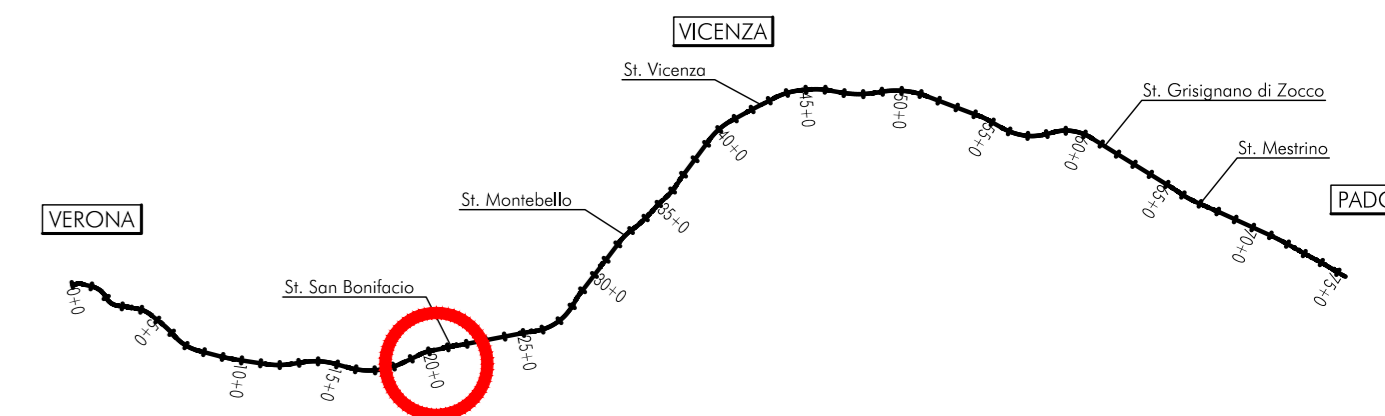 VICENZA
St. Vicenza
St. Grisignano di Zocco
St. Mestrino
PADO
St. Montebello
VERONA
St. San Bonifacio
0+0
5+0
10+0
15+0
20+0
25+0
30+0
35+0
40+0
45+0
50+0
55+0
60+0
65+0
70+0
75+0